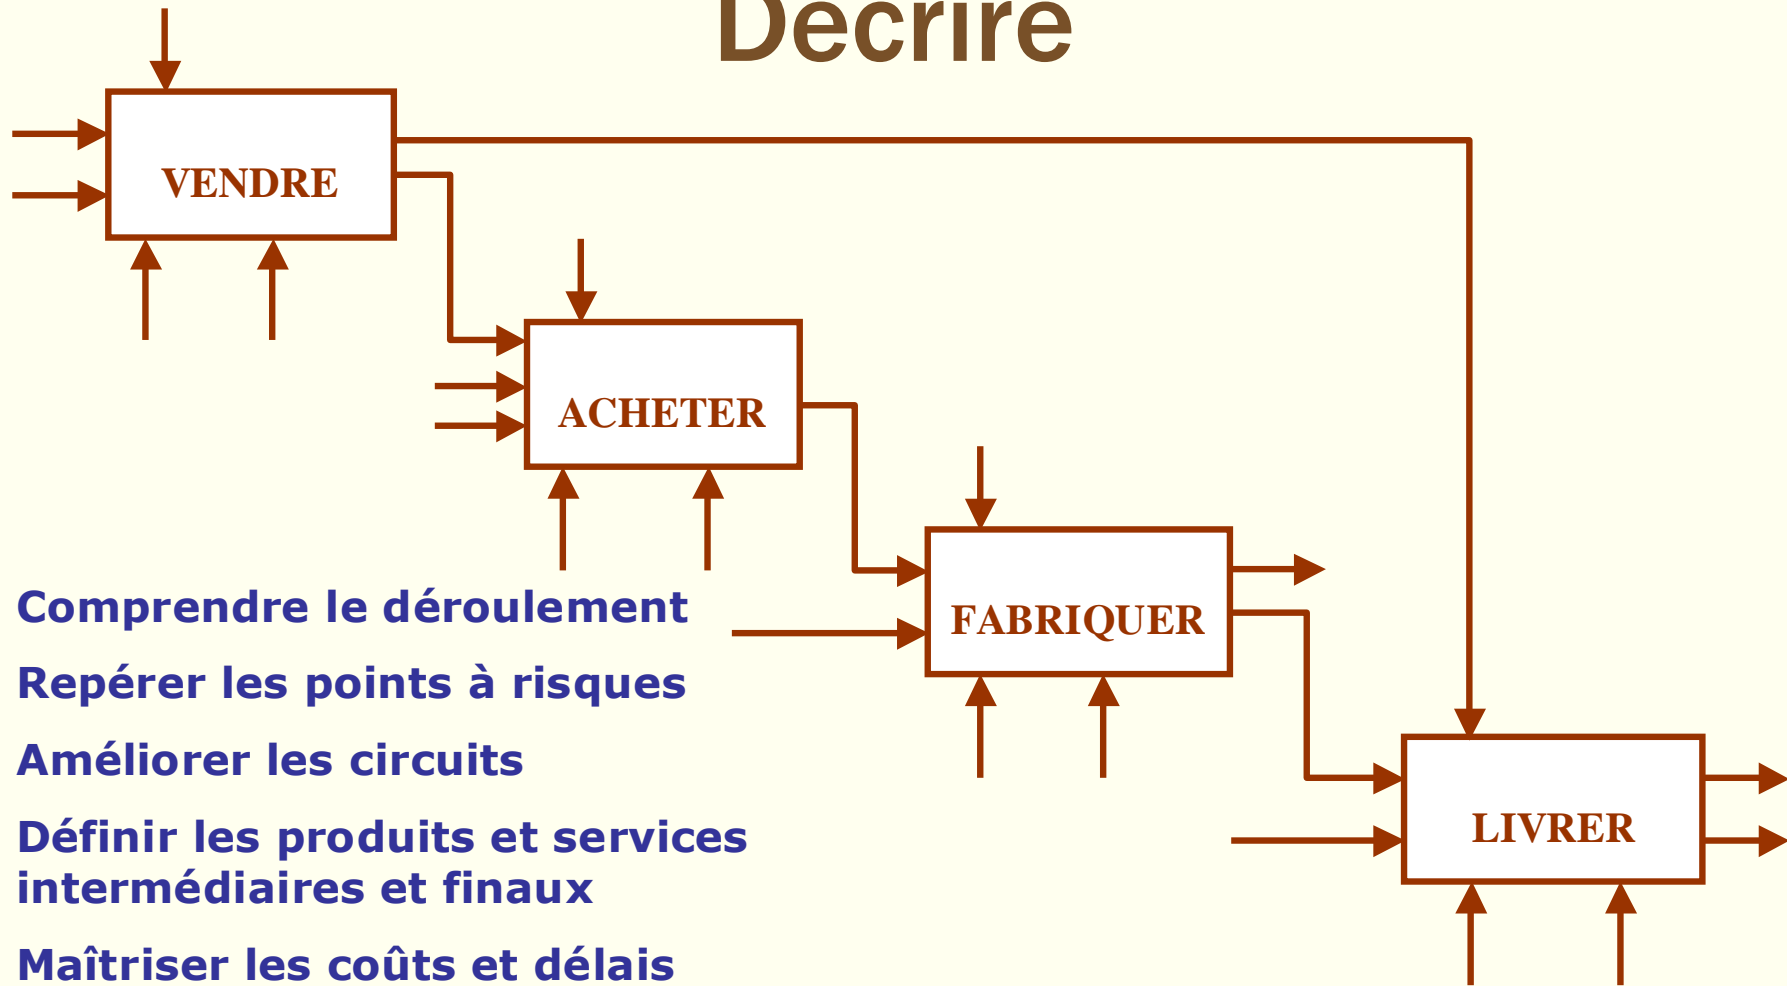 Décrire
VENDRE
ACHETER
FABRIQUER
LIVRER
Comprendre le déroulement
Repérer les points à risques
Améliorer les circuits
Définir les produits et services
intermédiaires et finaux
Maîtriser les coûts et délais